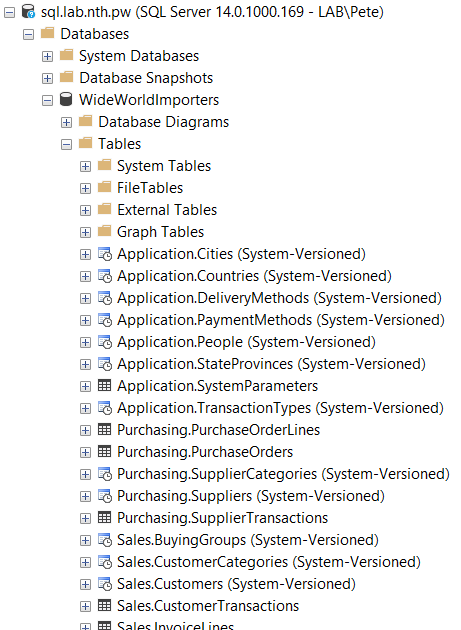 sql.lab.nth.pw (SQL Server 14.0.1000.169 - LAB\Pete)
Databases
System Databases
Database Snapshots
WideWorldImporters
Database Diagrams
Tables
System Tables
FileTables
External Tables
Graph Tables
Application.Cities (System-Versioned)
Application.Countries (System-Versioned)
Application.DeliveryMethods (System-Versioned)
Application.PaymentMethods (System-Versioned)
Application.People (System-Versioned)
Application.StateProvinces (System-Versioned)
Application.SystemParameters
Application.TransactionTypes (System-Versioned)
Purchasing.PurchaseOrderLines
Purchasing.PurchaseOrders
Purchasing.SupplierCategories (System-Versioned)
Purchasing.Suppliers (System-Versioned)
Purchasing.SupplierTransactions
Sales.BuyingGroups (System-Versioned)
Sales.CustomerCategories (System-Versioned)
Sales.Customers (System-Versioned)
Sales.CustomerTransactions
Sales.InvoiceLines